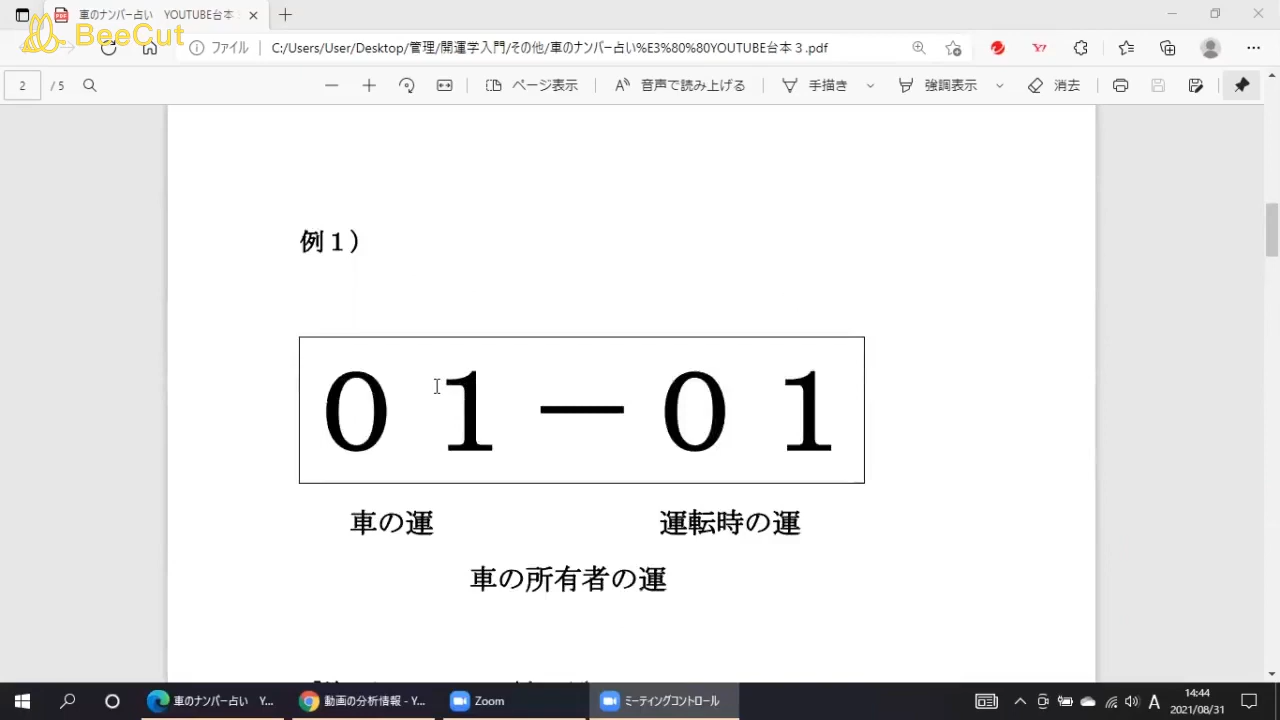 車のナンバー占い　YOUTUBE台本
BeeCut
ファイル
C:/Users/User/Desktop/管理/開運学入門/その他/車のナンバー占い%E3%80%80YOUTUBE台本３.pdf
2 / 5
ページ表示
音声で読み上げる
手描き
強調表示
消去
例１）
０１－０１
車の運
運転時の運
車の所有者の運
車のナンバー占い　Y...
動画の分析情報 - Y...
Zoom
ミーティングコントロール
A
14:44
2021/08/31